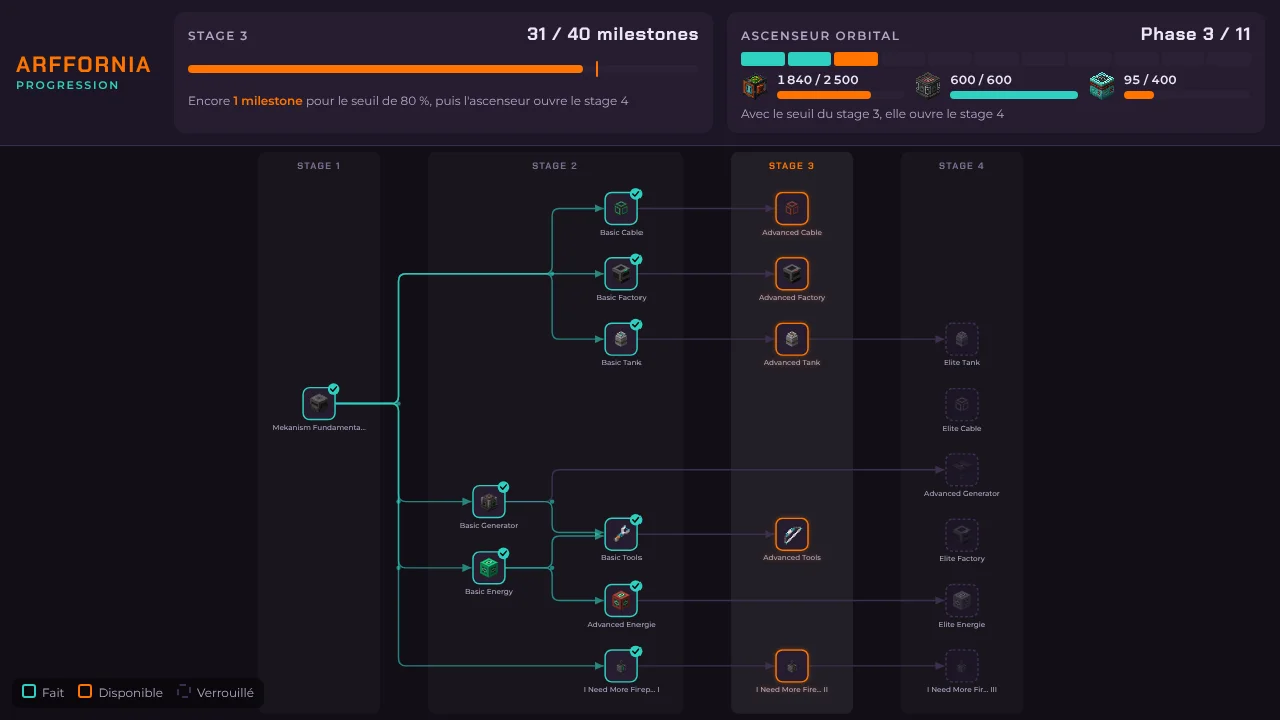 ARFFORNIA
PROGRESSION
STAGE 3
31 / 40 milestones
Encore 1 milestone pour le seuil de 80 %, puis l'ascenseur ouvre le stage 4
ASCENSEUR ORBITAL
Phase 3 / 11
1 840 / 2 500
600 / 600
95 / 400
Avec le seuil du stage 3, elle ouvre le stage 4
STAGE 1
STAGE 2
STAGE 3
STAGE 4
Basic Cable
Advanced Cable
Basic Factory
Advanced Factory
Basic Tank
Advanced Tank
Elite Tank
Mekanism Fundamenta...
Elite Cable
Advanced Generator
Basic Generator
Basic Tools
Advanced Tools
Elite Factory
Basic Energy
Advanced Energie
Elite Energie
I Need More Firep... I
I Need More Fire... II
I Need More Fir... III
Fait
Disponible
Verrouillé